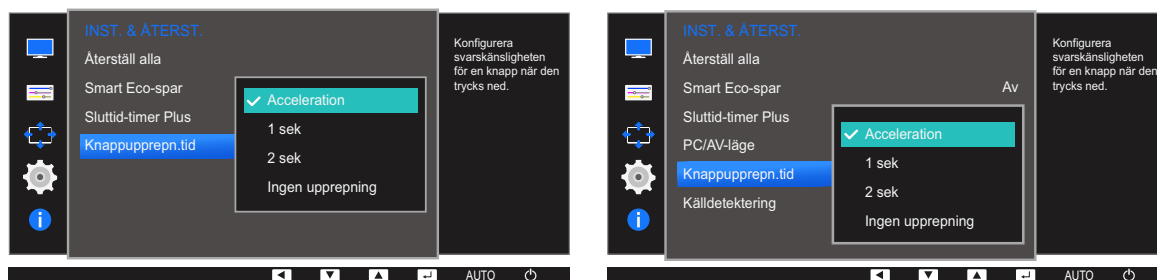 INST. & ÅTERST.
Återställ alla
Smart Eco-spar
Sluttid-timer Plus
Knappupprepn.tid
Acceleration
1 sek
2 sek
Ingen upprepning
Konfigurera
svarskänsligheten
för en knapp när den
trycks ned.
AUTO
INST. & ÅTERST.
Återställ alla
Smart Eco-spar Av
Sluttid-timer Plus
PC/AV-läge
Knappupprepn.tid
Källdetektering
Acceleration
1 sek
2 sek
Ingen upprepning
Konfigurera
svarskänsligheten
för en knapp när den
trycks ned.
AUTO